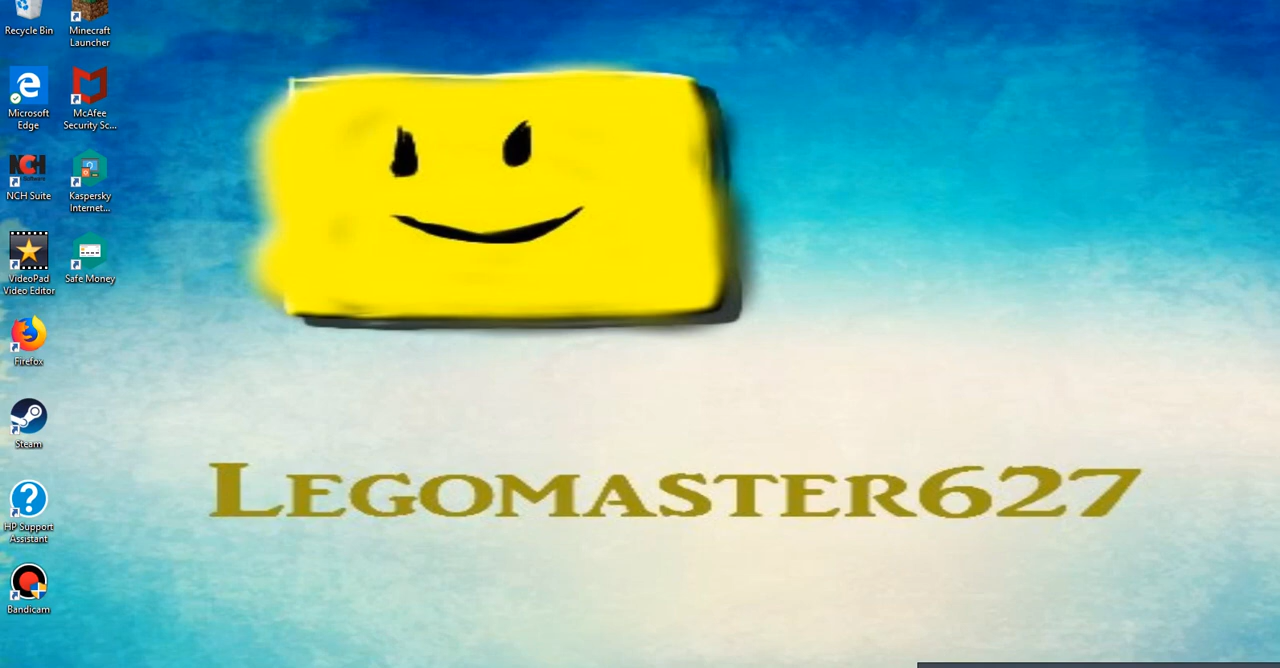 Recycle Bin
Minecraft
Launcher
Microsoft
Edge
McAfee
Security Sc...
NCH
NCH Suite
Kaspersky
Internet...
VideoPad
Video Editor
Safe Money
Firefox
Steam
HP Support
Assistant
Bandicam
LEGOMASTER627